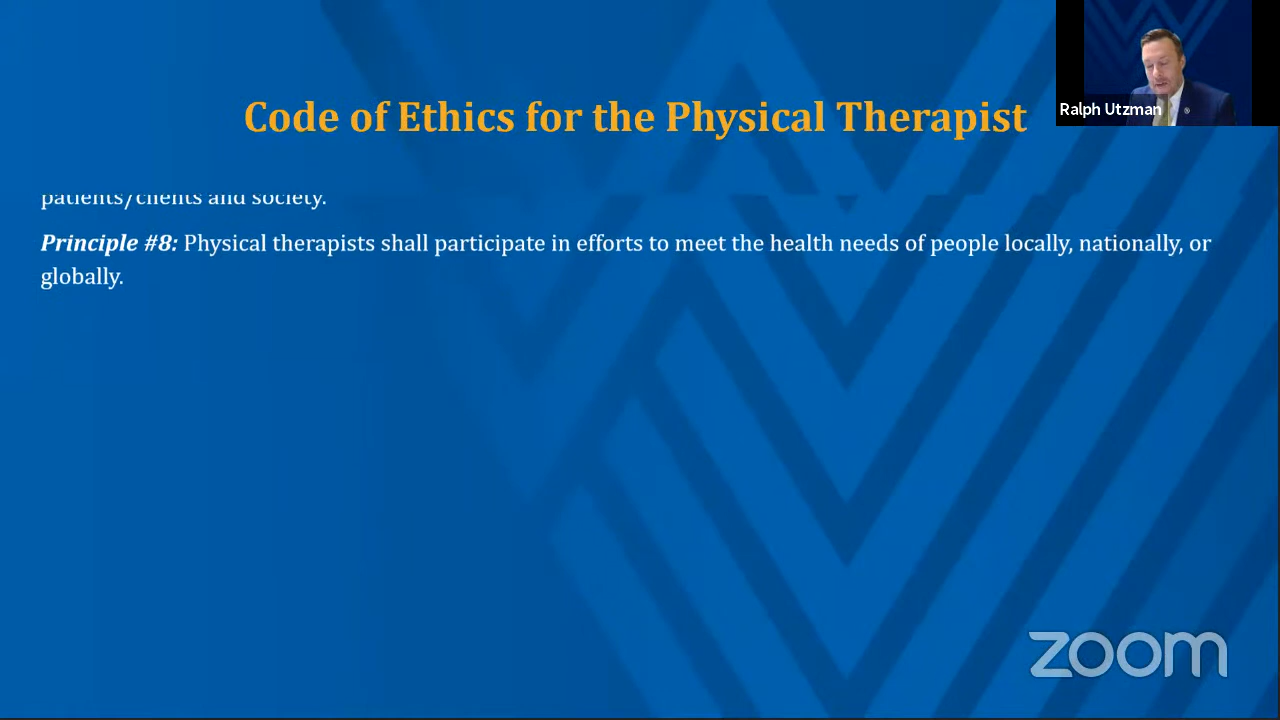 Code of Ethics for the Physical Therapist
Ralph Utzman
patients/clients and society.
Principle #8: Physical therapists shall participate in efforts to meet the health needs of people locally, nationally, or
globally.
zoom